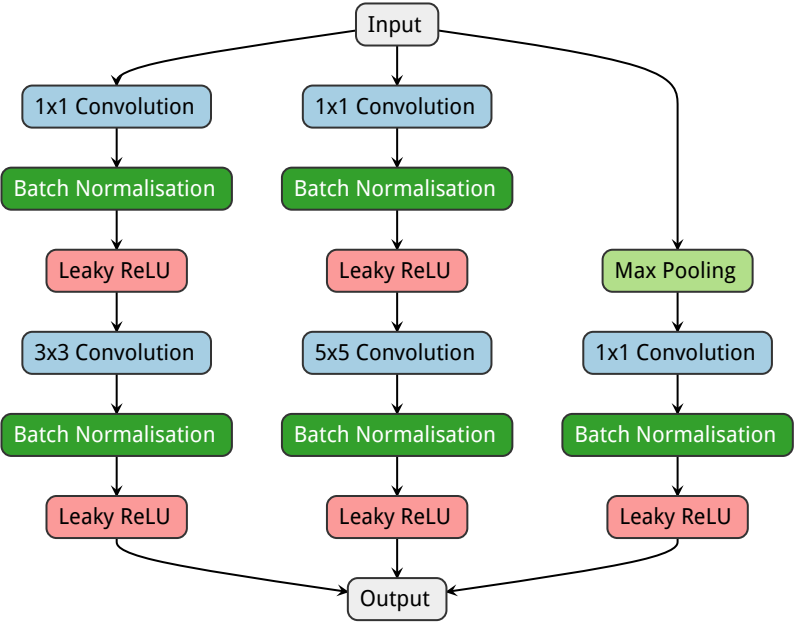 Input
1x1 Convolution
1x1 Convolution
Batch Normalisation
Batch Normalisation
Leaky ReLU
Leaky ReLU
Max Pooling
3x3 Convolution
5x5 Convolution
1x1 Convolution
Batch Normalisation
Batch Normalisation
Batch Normalisation
Leaky ReLU
Leaky ReLU
Leaky ReLU
Output